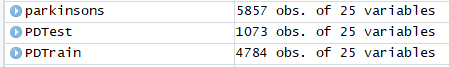 parkinsons 5857 obs. of 25 variables
PDTest 1073 obs. of 25 variables
PDTrain 4784 obs. of 25 variables